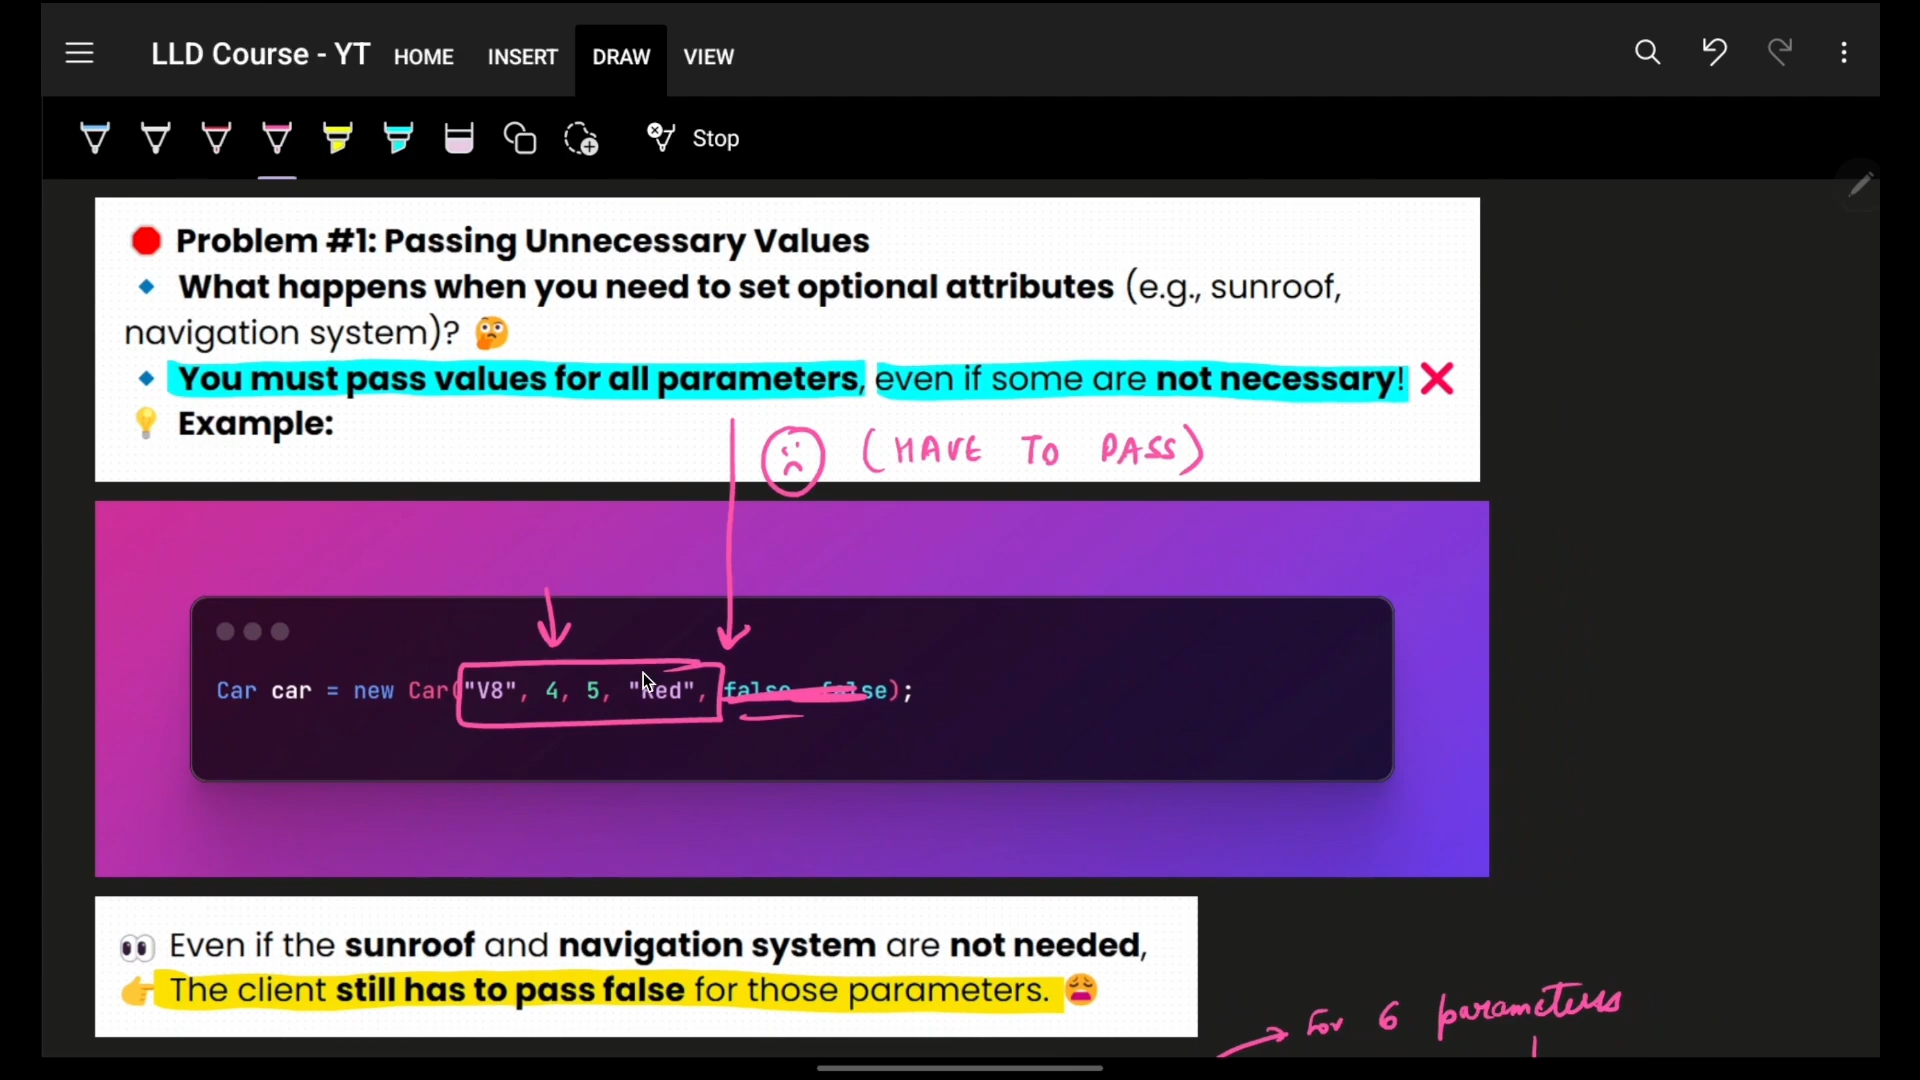 LLD Course - YT HOME INSERT DRAW VIEW
Stop
Problem #1: Passing Unnecessary Values
What happens when you need to set optional attributes (e.g., sunroof,
navigation system)?
You must pass values for all parameters, even if some are not necessary!
Example:
(HAVE TO PASS)
Car car = new Car("V8", 4, 5, "Red", false, false);
Even if the sunroof and navigation system are not needed,
The client still has to pass false for those parameters.
For 6 parameters